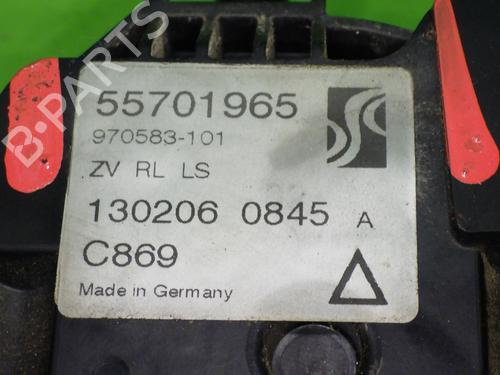 B-PARTS
55701965
970583-101
ZV RL LS
130206 0845 A
C869
Made in Germany